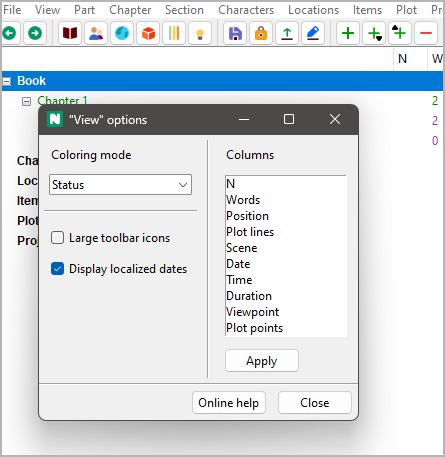 File View Part Chapter Section Characters Locations Items Plot
N W
Book
Chapter 1 2
2
0
"View" options
Coloring mode
Status
Large toolbar icons
Display localized dates
Columns
N
Words
Position
Plot lines
Scene
Date
Time
Duration
Viewpoint
Plot points
Apply
Online help Close
Cha
Loc
Item
Plot
Proj